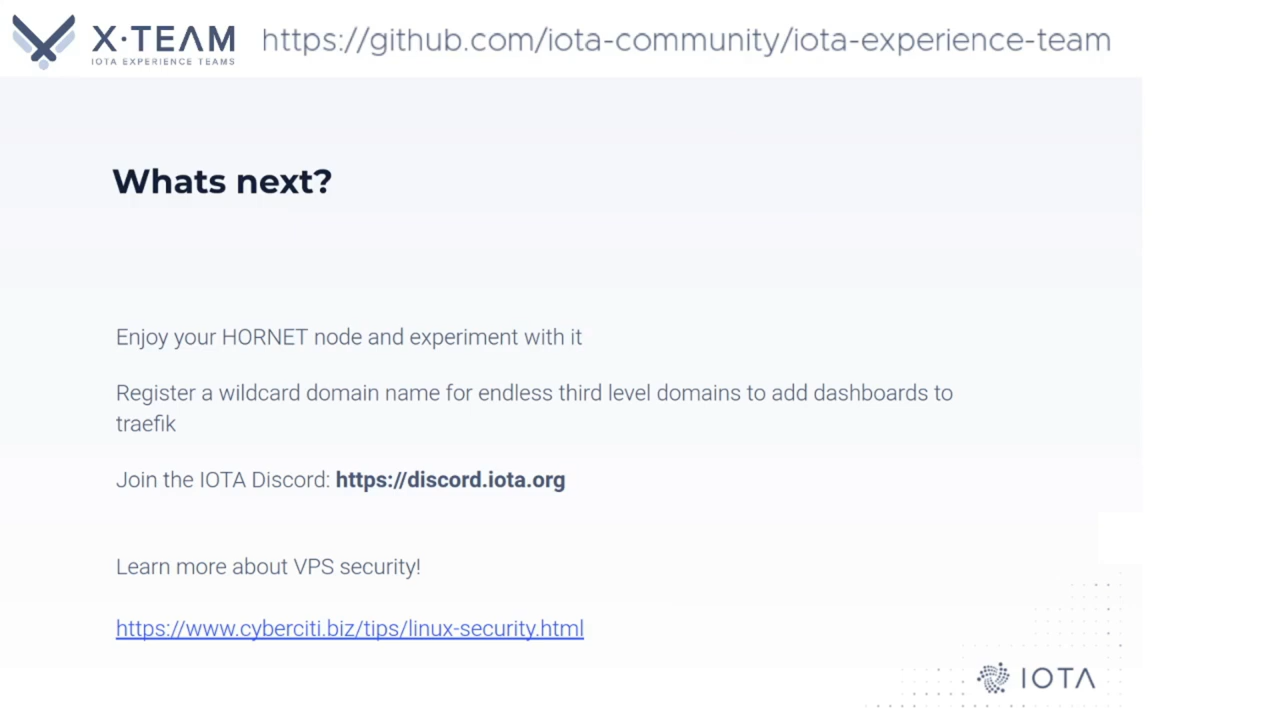 X·TEAM
IOTA EXPERIENCE TEAMS
https://github.com/iota-community/iota-experience-team
Whats next?
Enjoy your HORNET node and experiment with it
Register a wildcard domain name for endless third level domains to add dashboards to
traefik
Join the IOTA Discord: https://discord.iota.org
Learn more about VPS security!
https://www.cyberciti.biz/tips/linux-security.html
IOTA